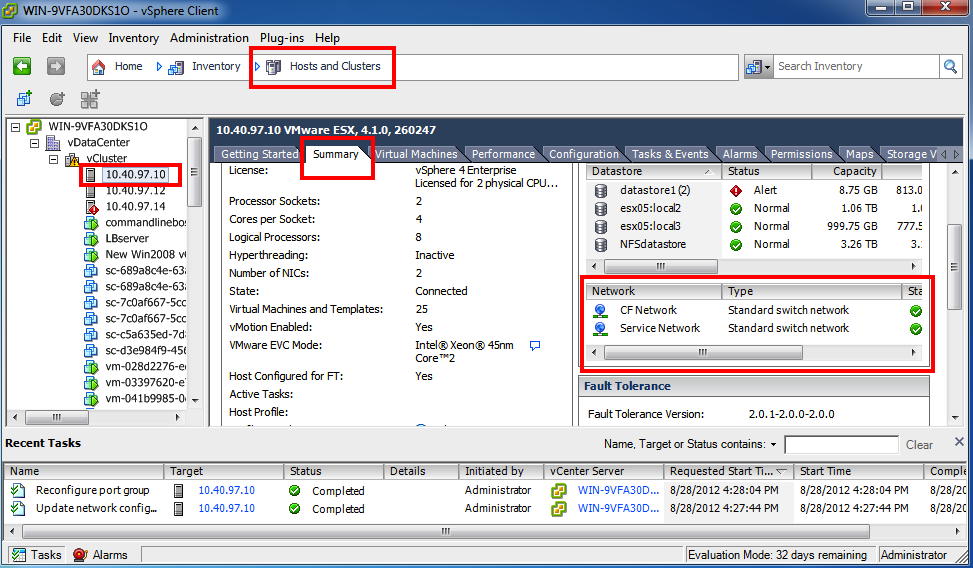 WIN-9VFA30DKS1O - vSphere Client
File Edit View Inventory Administration Plug-ins Help
Home Inventory Hosts and Clusters Search Inventory
WIN-9VFA30DKS1O
vDataCenter
vCluster
10.40.97.10
10.40.97.12
10.40.97.14
commandlinebos
LBserver
New Win2008 v
sc-689a8c4e-63
sc-689a8c4e-63
sc-7c0af667-5cc
sc-7c0af667-5cc
sc-c5a635ed-7d
sc-d3e984f9-456
vm-028d2276-e
vm-03397620-e
vm-041b9985-0
10.40.97.10 VMware ESX, 4.1.0, 260247
Getting Started Summary Virtual Machines Performance Configuration Tasks & Events Alarms Permissions Maps Storage V
License: vSphere 4 Enterprise
Licensed for 2 physical CPU...
Processor Sockets: 2
Cores per Socket: 4
Logical Processors: 8
Hyperthreading: Inactive
Number of NICs: 2
State: Connected
Virtual Machines and Templates: 25
vMotion Enabled: Yes
VMware EVC Mode: Intel® Xeon® 45nm
Core™2
Host Configured for FT: Yes
Active Tasks:
Host Profile:
Datastore Status Capacity
datastore1 (2) Alert 8.75 GB 813.0
esx05:local2 Normal 1.06 TB 1.
esx05:local3 Normal 999.75 GB 777.5
NFSdatastore Normal 3.26 TB 3.
Network Type Sta
CF Network Standard switch network
Service Network Standard switch network
Fault Tolerance
Fault Tolerance Version: 2.0.1-2.0.0-2.0.0
Recent Tasks Name, Target or Status contains: Clear
Name Target Status Details Initiated by vCenter Server Requested Start Ti... Start Time Comple
Reconfigure port group 10.40.97.10 Completed Administrator WIN-9VFA30D... 8/28/2012 4:28:04 PM 8/28/2012 4:28:04 PM 8/28/20
Update network config... 10.40.97.10 Completed Administrator WIN-9VFA30D... 8/28/2012 4:27:44 PM 8/28/2012 4:27:44 PM 8/28/20
Tasks Alarms Evaluation Mode: 32 days remaining Administrator